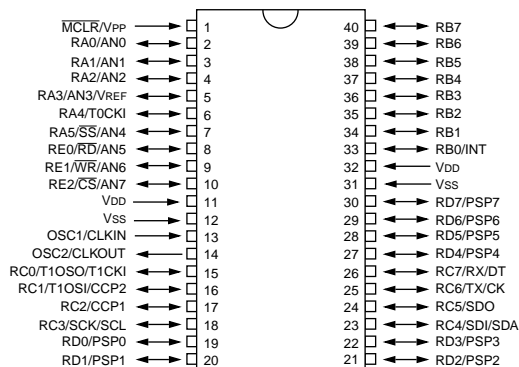 MCLR/VPP 1 40 RB7
RA0/AN0 2 39 RB6
RA1/AN1 3 38 RB5
RA2/AN2 4 37 RB4
RA3/AN3/VREF 5 36 RB3
RA4/T0CKI 6 35 RB2
RA5/SS/AN4 7 34 RB1
RE0/RD/AN5 8 33 RB0/INT
RE1/WR/AN6 9 32 VDD
RE2/CS/AN7 10 31 VSS
VDD 11 30 RD7/PSP7
VSS 12 29 RD6/PSP6
OSC1/CLKIN 13 28 RD5/PSP5
OSC2/CLKOUT 14 27 RD4/PSP4
RC0/T1OSO/T1CKI 15 26 RC7/RX/DT
RC1/T1OSI/CCP2 16 25 RC6/TX/CK
RC2/CCP1 17 24 RC5/SDO
RC3/SCK/SCL 18 23 RC4/SDI/SDA
RD0/PSP0 19 22 RD3/PSP3
RD1/PSP1 20 21 RD2/PSP2